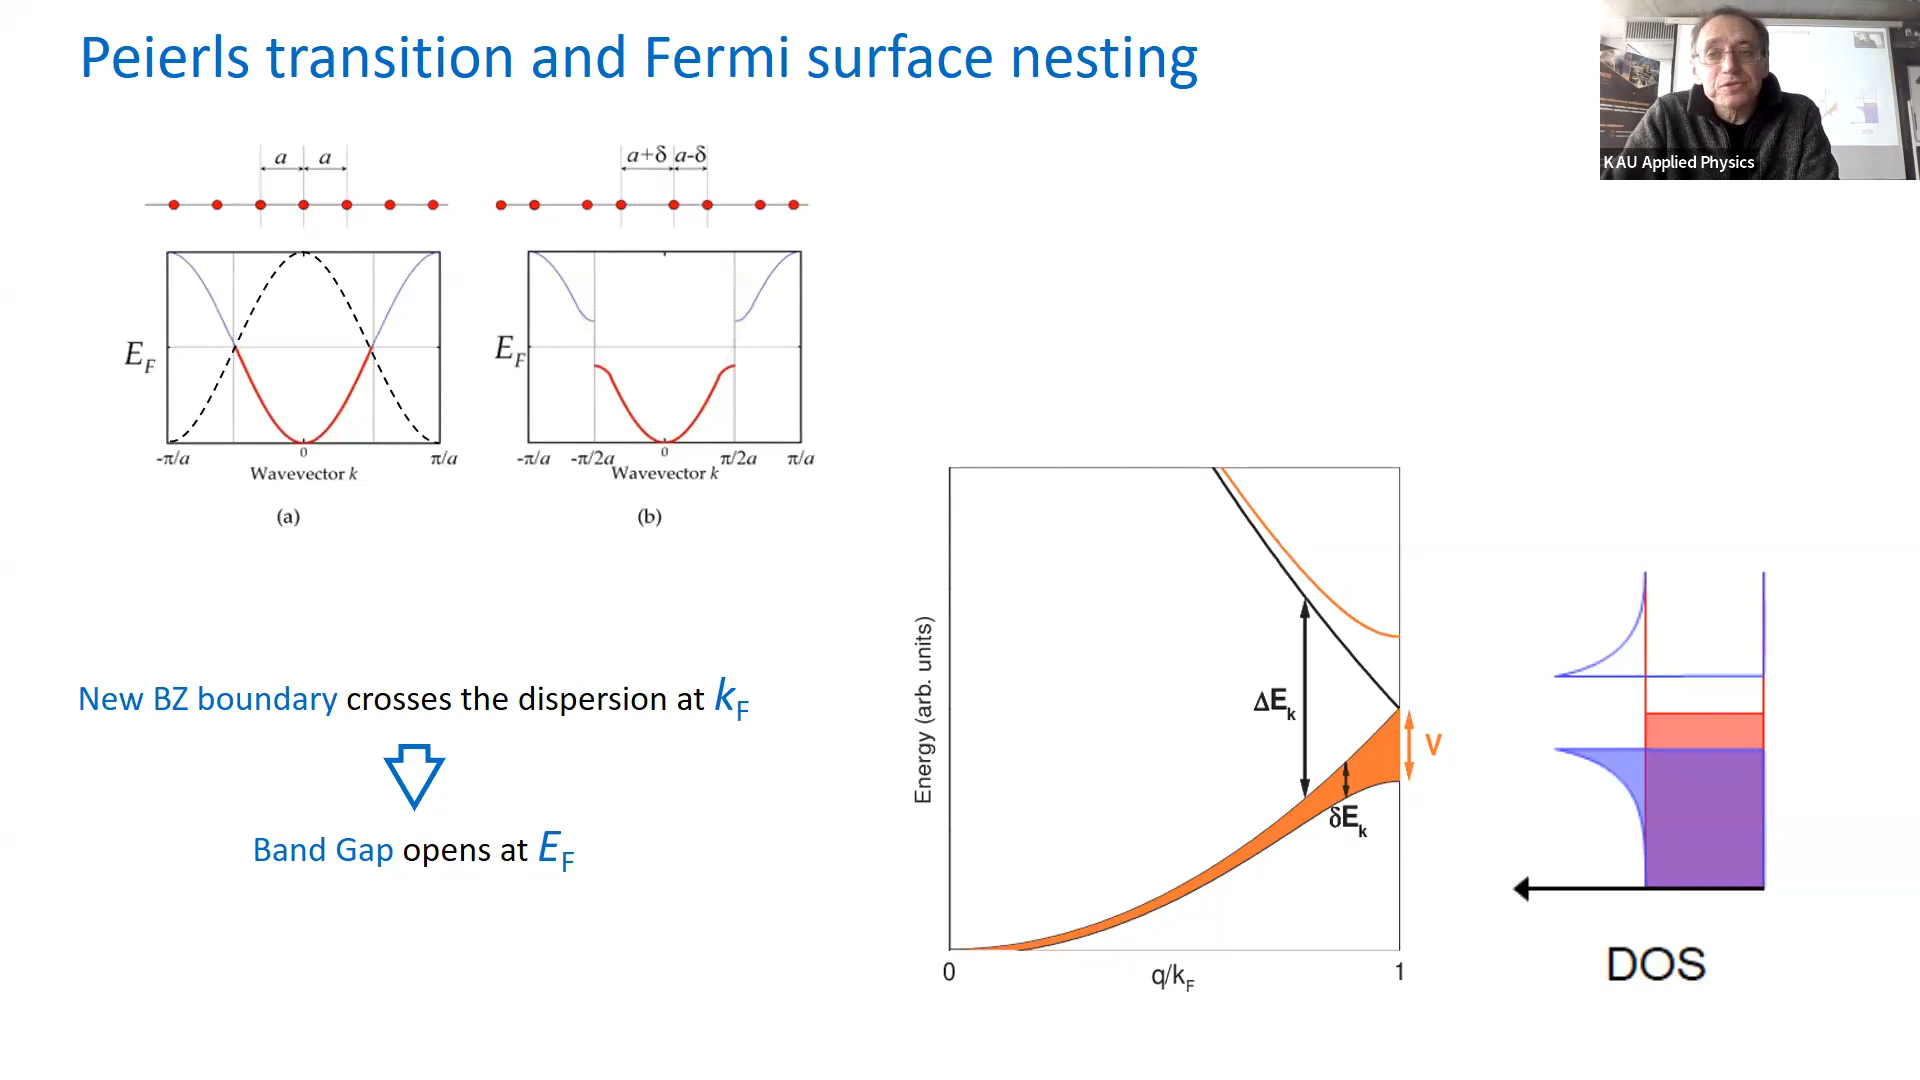 Peierls transition and Fermi surface nesting
KAU Applied Physics
a a
a+δ a-δ
E_F
-π/a 0 π/a
Wavevector k
(a)
E_F
-π/a -π/2a 0 π/2a π/a
Wavevector k
(b)
New BZ boundary crosses the dispersion at k_F
Band Gap opens at E_F
Energy (arb. units)
ΔE_k
δE_k
V
0 1
q/k_F
DOS